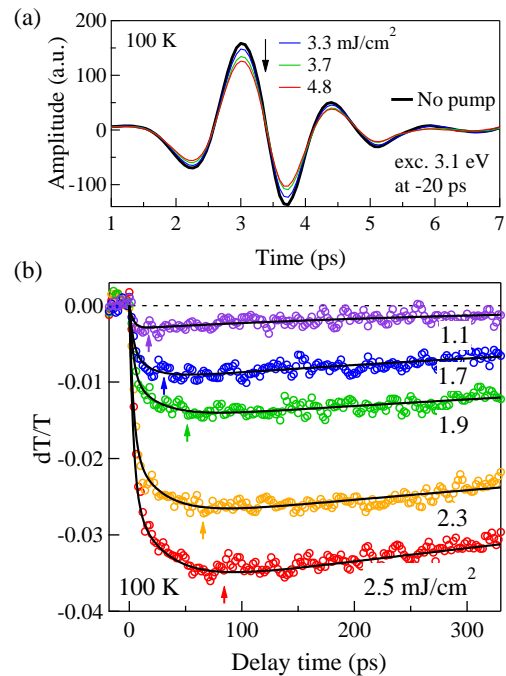 (a)
100 K
3.3 mJ/cm²
3.7
4.8
No pump
exc. 3.1 eV
at -20 ps
Amplitude (a.u.)
200
100
0
-100
1 2 3 4 5 6 7
Time (ps)
(b)
0.00
-0.01
-0.02
-0.03
-0.04
dT/T
1.1
1.7
1.9
2.3
2.5 mJ/cm²
100 K
0 100 200 300
Delay time (ps)